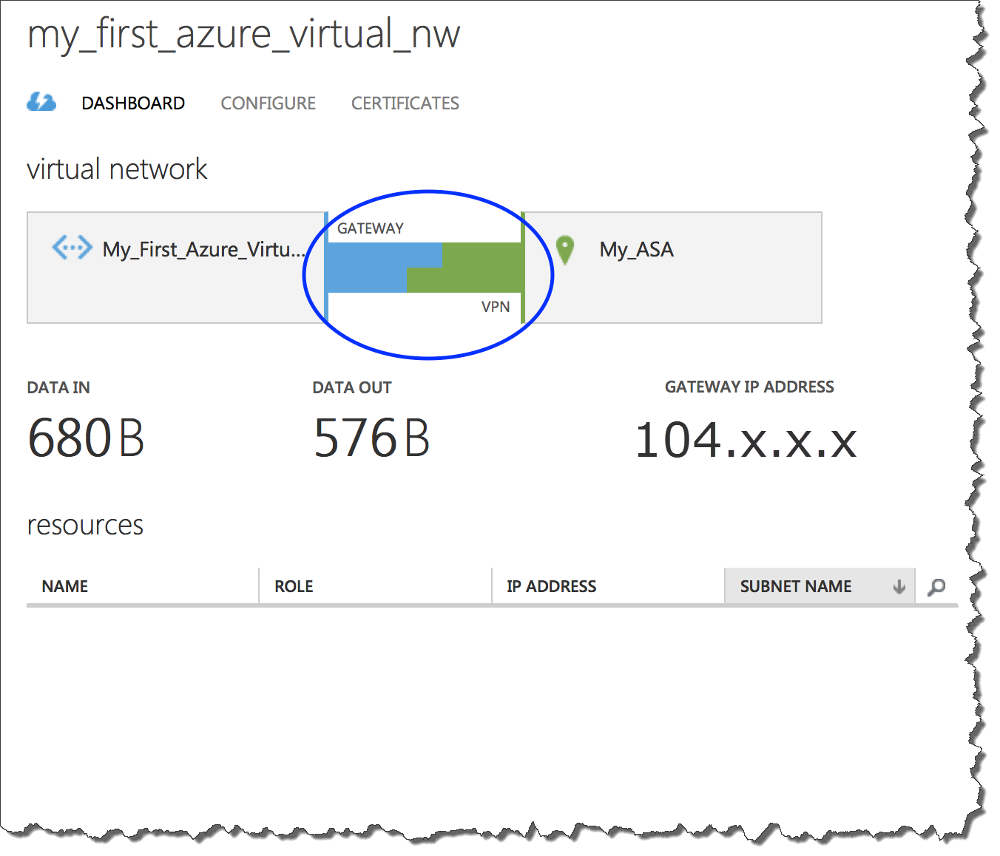 my_first_azure_virtual_nw
DASHBOARD CONFIGURE CERTIFICATES
virtual network
GATEWAY
My_First_Azure_Virtu... My_ASA
VPN
DATA IN DATA OUT GATEWAY IP ADDRESS
680 B 576 B 104.x.x.x
resources
NAME ROLE IP ADDRESS SUBNET NAME